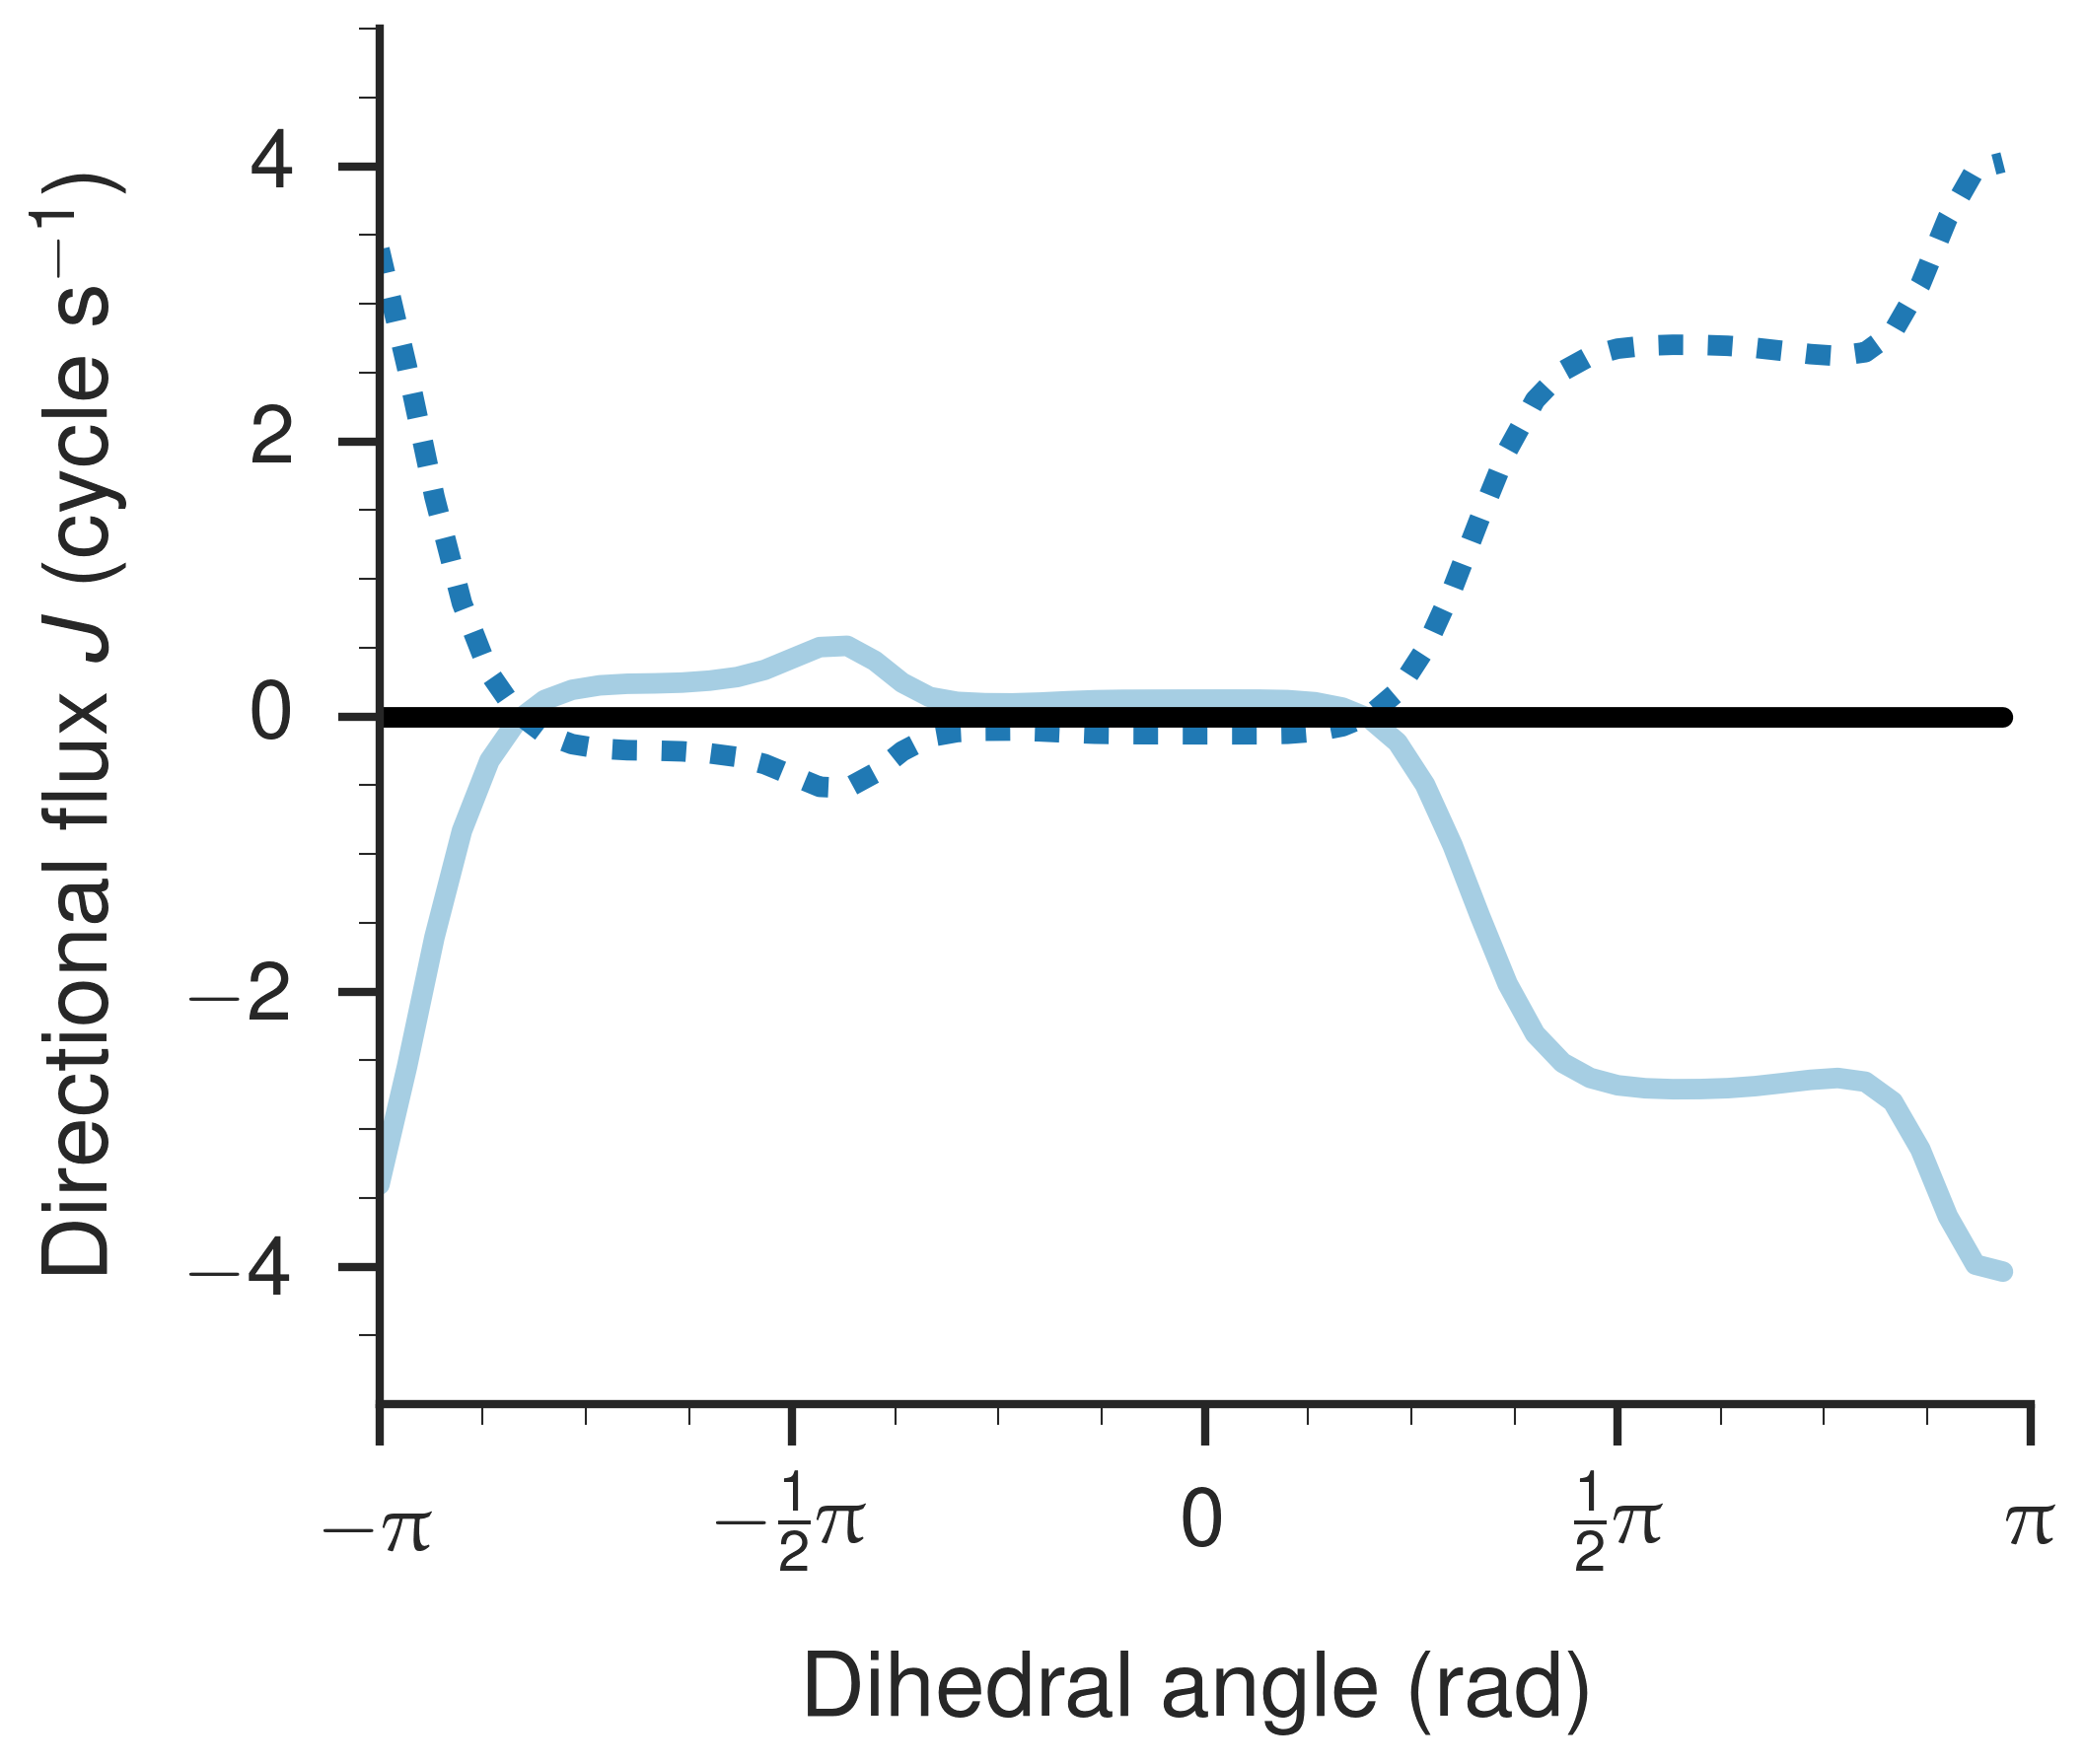 Directional flux J (cycle s⁻¹)
4
2
0
−2
−4
−π
−½π
0
½π
π
Dihedral angle (rad)